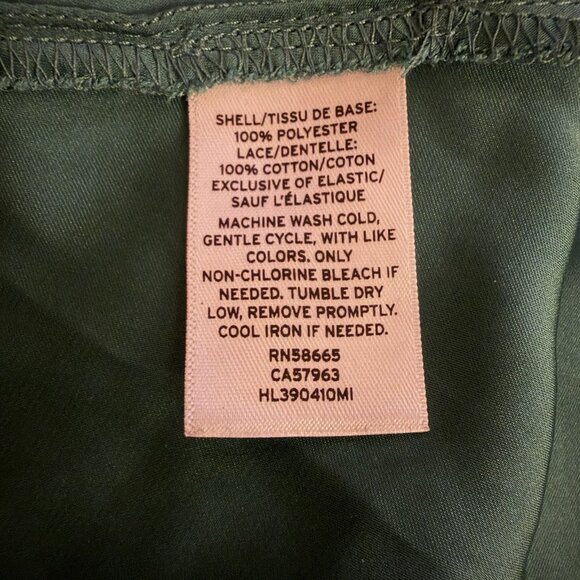 SHELL/TISSU DE BASE:
100% POLYESTER
LACE/DENTELLE:
100% COTTON/COTON
EXCLUSIVE OF ELASTIC/
SAUF L'ÉLASTIQUE
MACHINE WASH COLD,
GENTLE CYCLE, WITH LIKE
COLORS. ONLY
NON-CHLORINE BLEACH IF
NEEDED. TUMBLE DRY
LOW, REMOVE PROMPTLY.
COOL IRON IF NEEDED.
RN58665
CA57963
HL390410MI